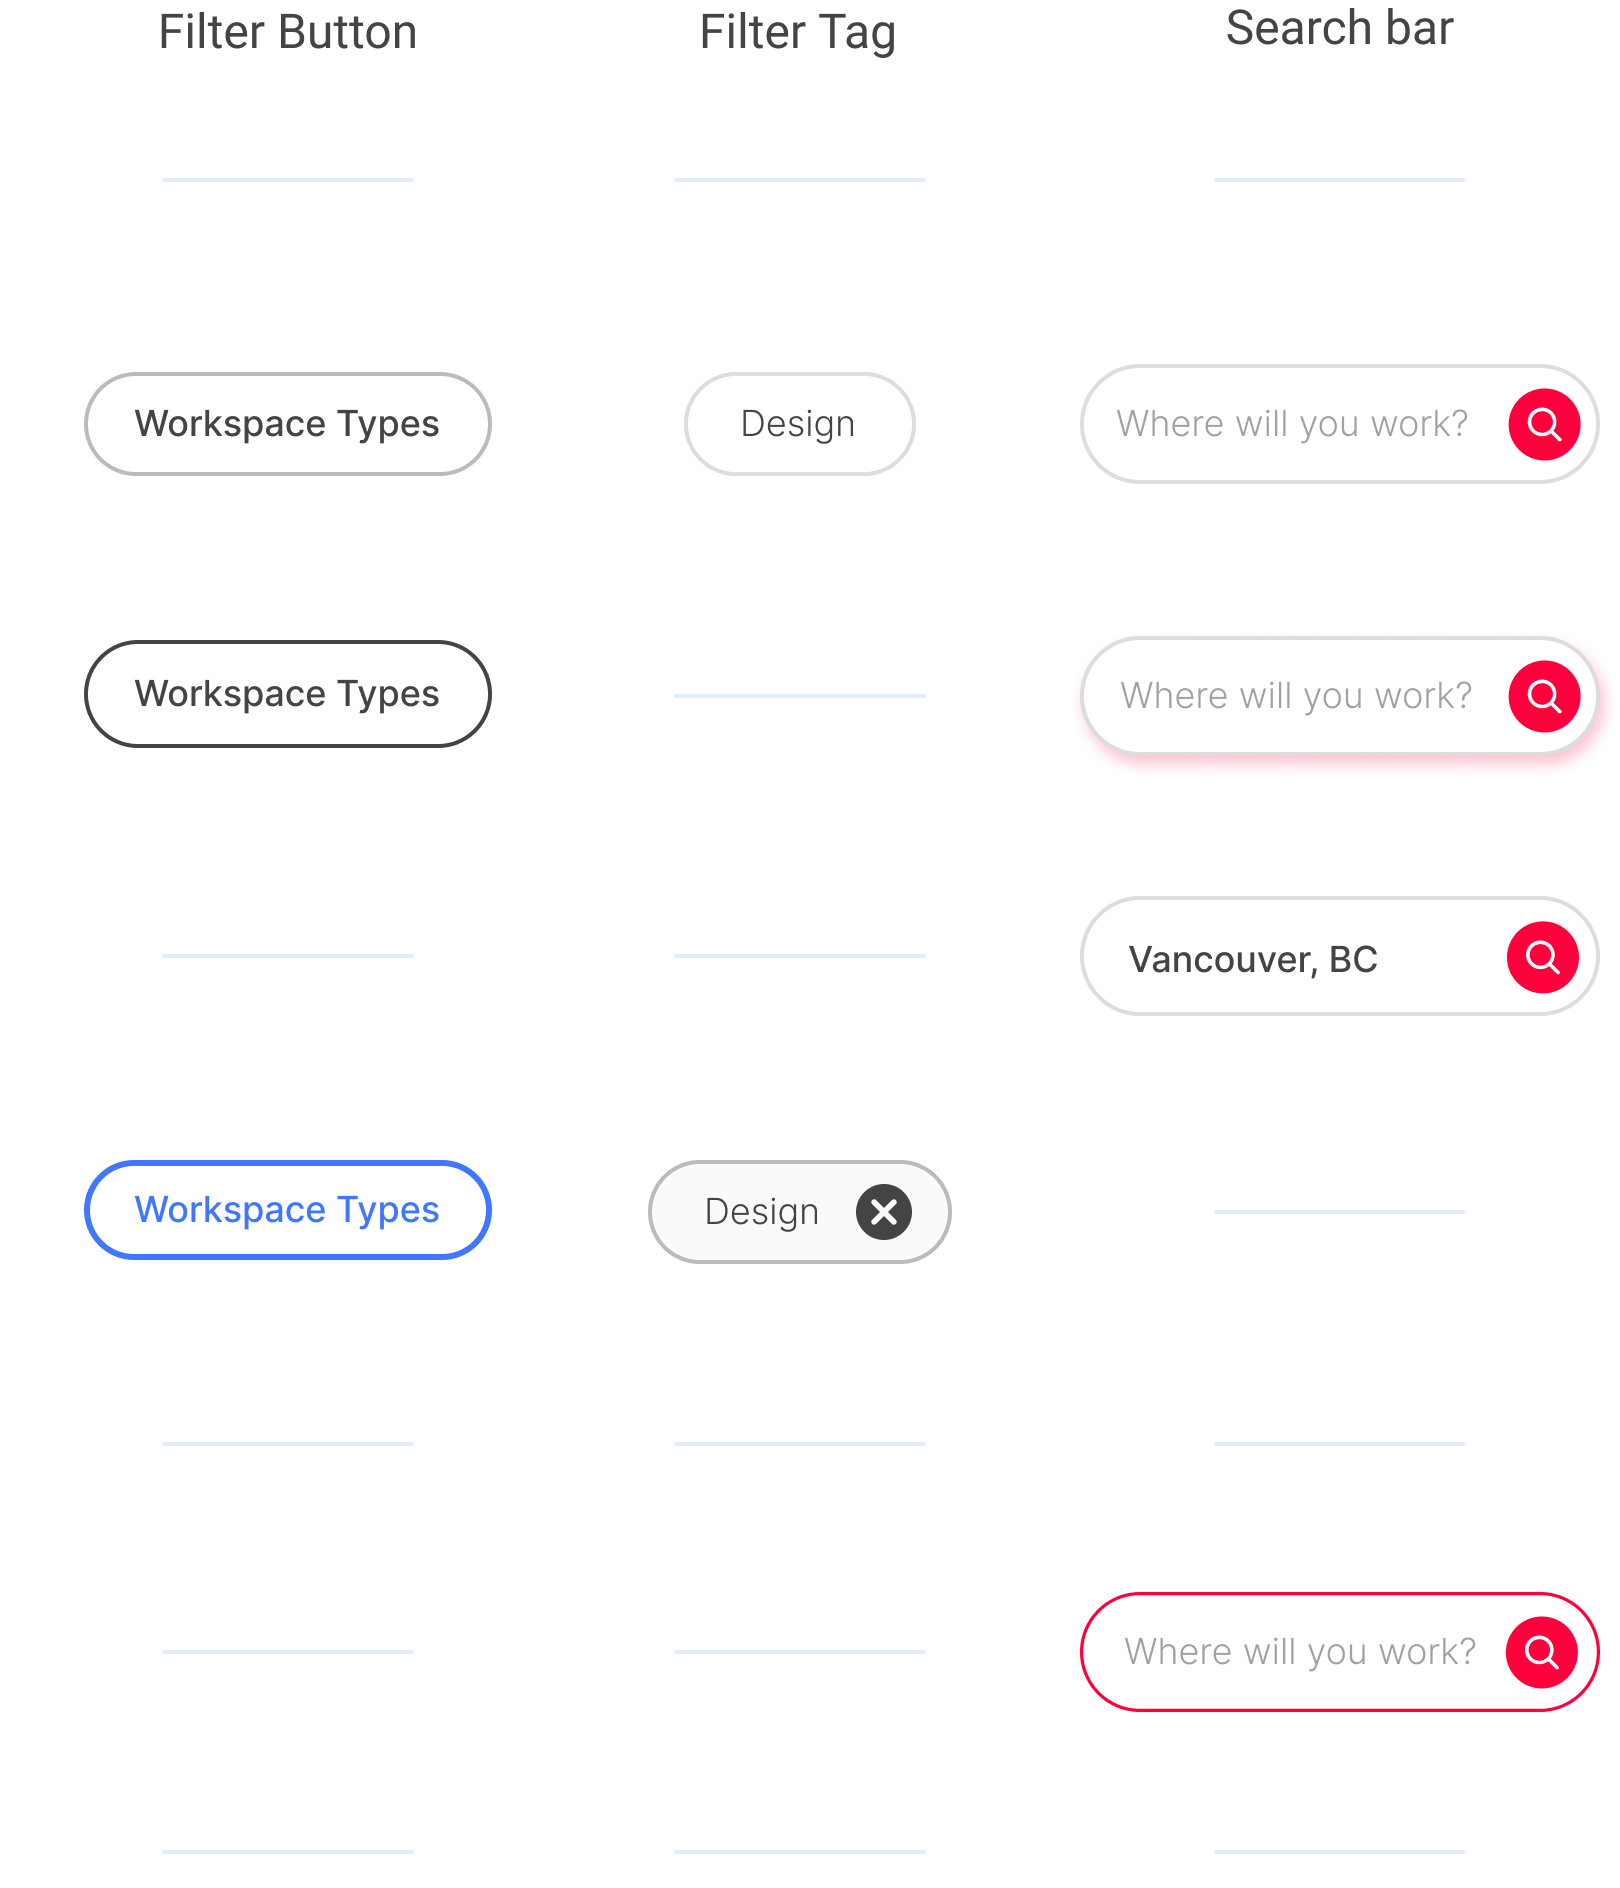 Filter Button
Filter Tag
Search bar
Workspace Types
Design
Where will you work?
Workspace Types
Where will you work?
Vancouver, BC
Workspace Types
Design
Where will you work?